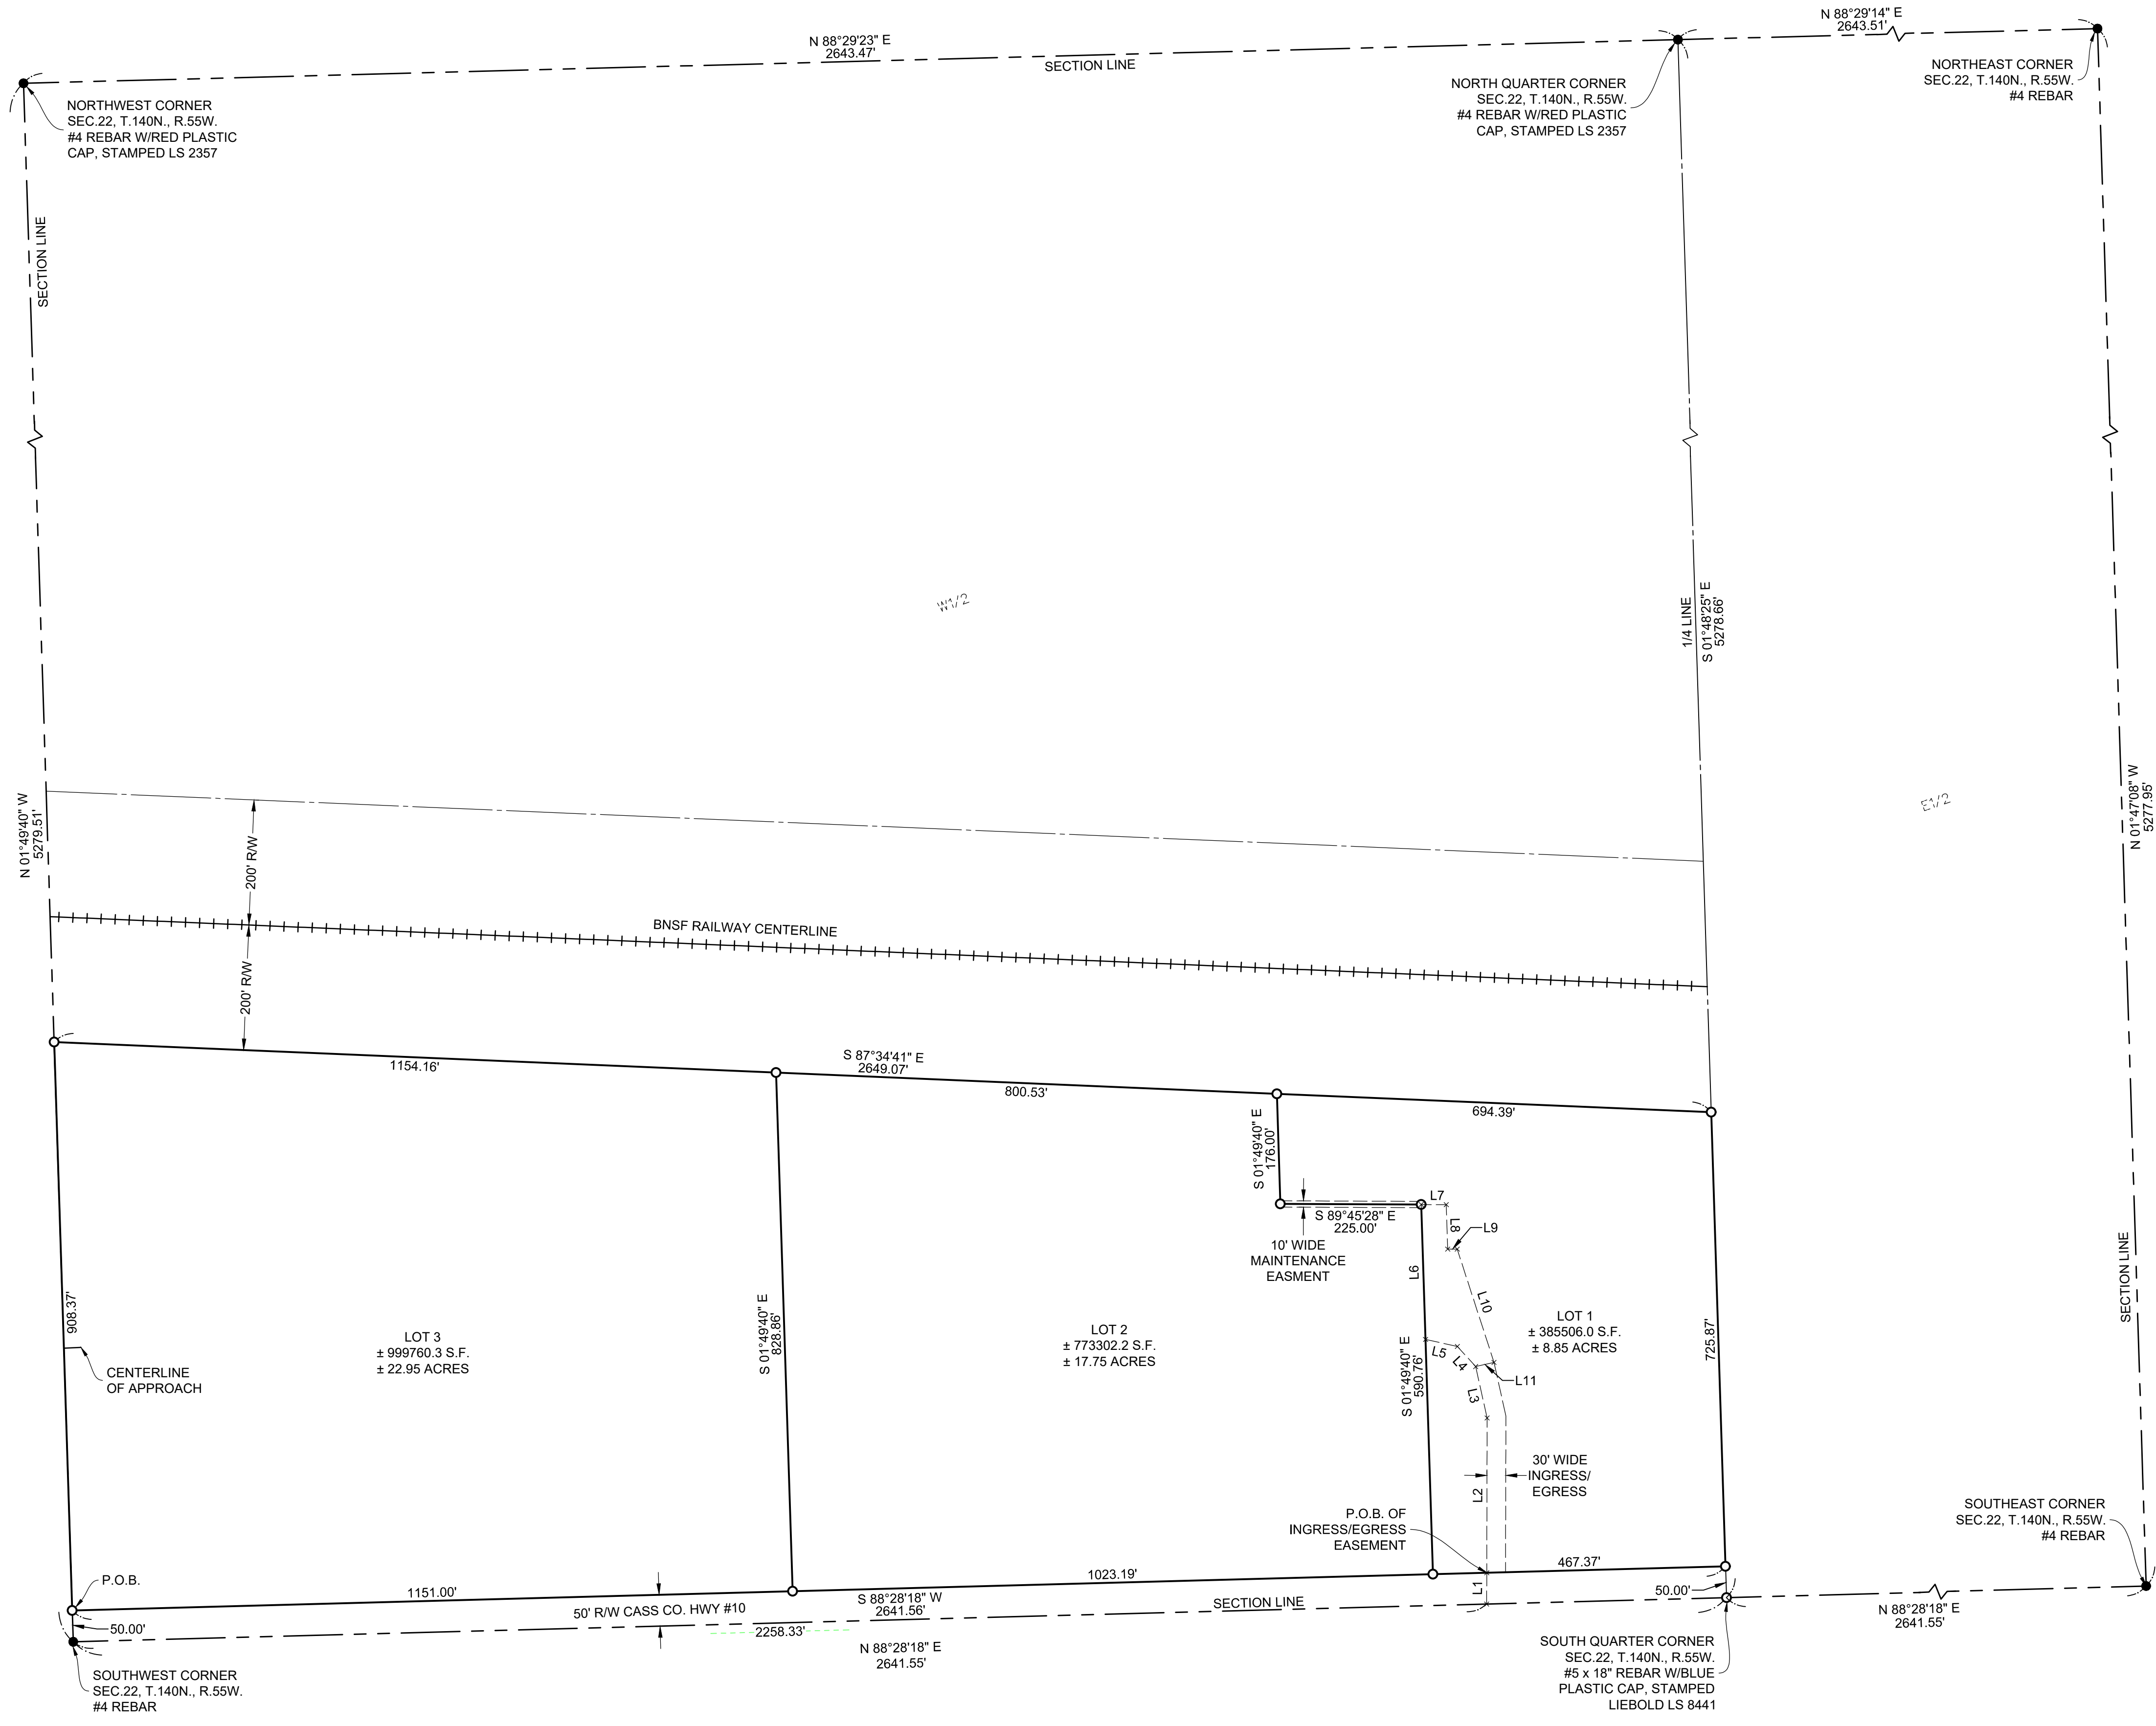 N 88°29'23" E
2643.47'
SECTION LINE
N 88°29'14" E
2643.51'
NORTHWEST CORNER
SEC.22, T.140N., R.55W.
#4 REBAR W/RED PLASTIC
CAP, STAMPED LS 2357
NORTH QUARTER CORNER
SEC.22, T.140N., R.55W.
#4 REBAR W/RED PLASTIC
CAP, STAMPED LS 2357
NORTHEAST CORNER
SEC.22, T.140N., R.55W.
#4 REBAR
SECTION LINE
W1/2
1/4 LINE
S 01°48'25" E
5278.66'
E1/2
N 01°49'40" W
5279.51'
200' R/W
N 01°47'08" W
5277.95'
BNSF RAILWAY CENTERLINE
200' R/W
S 87°34'41" E
2649.07'
1154.16'
800.53'
694.39'
S 01°49'40" E
176.00'
S 89°45'28" E
225.00'
10' WIDE
MAINTENANCE
EASMENT
L7
L8
L9
L6
L10
SECTION LINE
908.37'
CENTERLINE
OF APPROACH
LOT 3
± 999760.3 S.F.
± 22.95 ACRES
S 01°49'40" E
828.86'
LOT 2
± 773302.2 S.F.
± 17.75 ACRES
S 01°49'40" E
590.76'
L5
L4
L3
L11
LOT 1
± 385506.0 S.F.
± 8.85 ACRES
725.87'
30' WIDE
INGRESS/
EGRESS
L2
P.O.B. OF
INGRESS/EGRESS
EASEMENT
SOUTHEAST CORNER
SEC.22, T.140N., R.55W.
#4 REBAR
P.O.B.
1151.00'
1023.19'
467.37'
L1
50.00'
50' R/W CASS CO. HWY #10
S 88°28'18" W
2641.56'
SECTION LINE
50.00'
2258.33'
N 88°28'18" E
2641.55'
N 88°28'18" E
2641.55'
SOUTHWEST CORNER
SEC.22, T.140N., R.55W.
#4 REBAR
SOUTH QUARTER CORNER
SEC.22, T.140N., R.55W.
#5 x 18" REBAR W/BLUE
PLASTIC CAP, STAMPED
LIEBOLD LS 8441